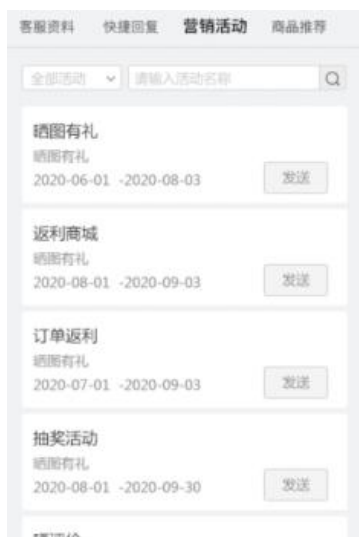 客服资料 快捷回复 营销活动 商品推荐
全部活动 请输入活动名称
晒图有礼
晒图有礼
2020-06-01 -2020-08-03 发送
返利商城
晒图有礼
2020-08-01 -2020-09-03 发送
订单返利
晒图有礼
2020-07-01 -2020-09-03 发送
抽奖活动
晒图有礼
2020-08-01 -2020-09-30 发送